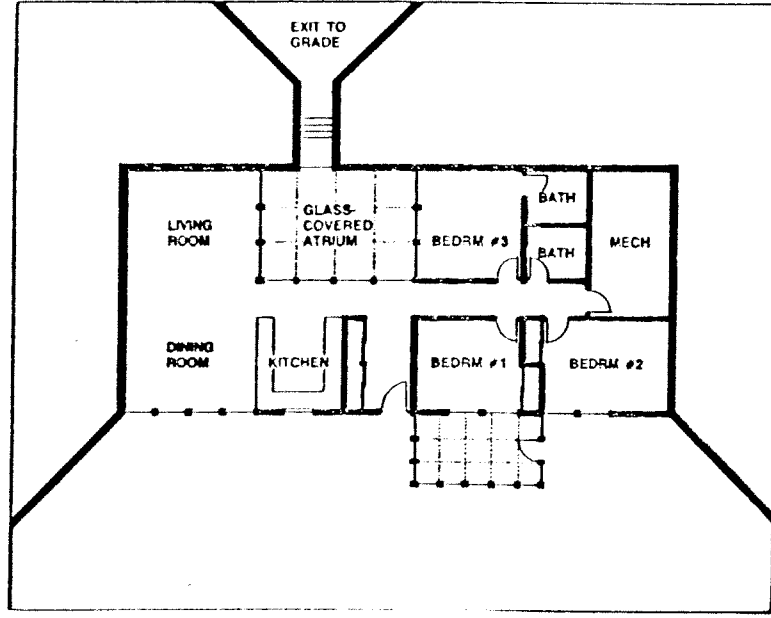 EXIT TO
GRADE
LIVING
ROOM
GLASS-
COVERED
ATRIUM
BEDRM #3
BATH
BATH
MECH
DINING
ROOM
KITCHEN
BEDRM #1
BEDRM #2